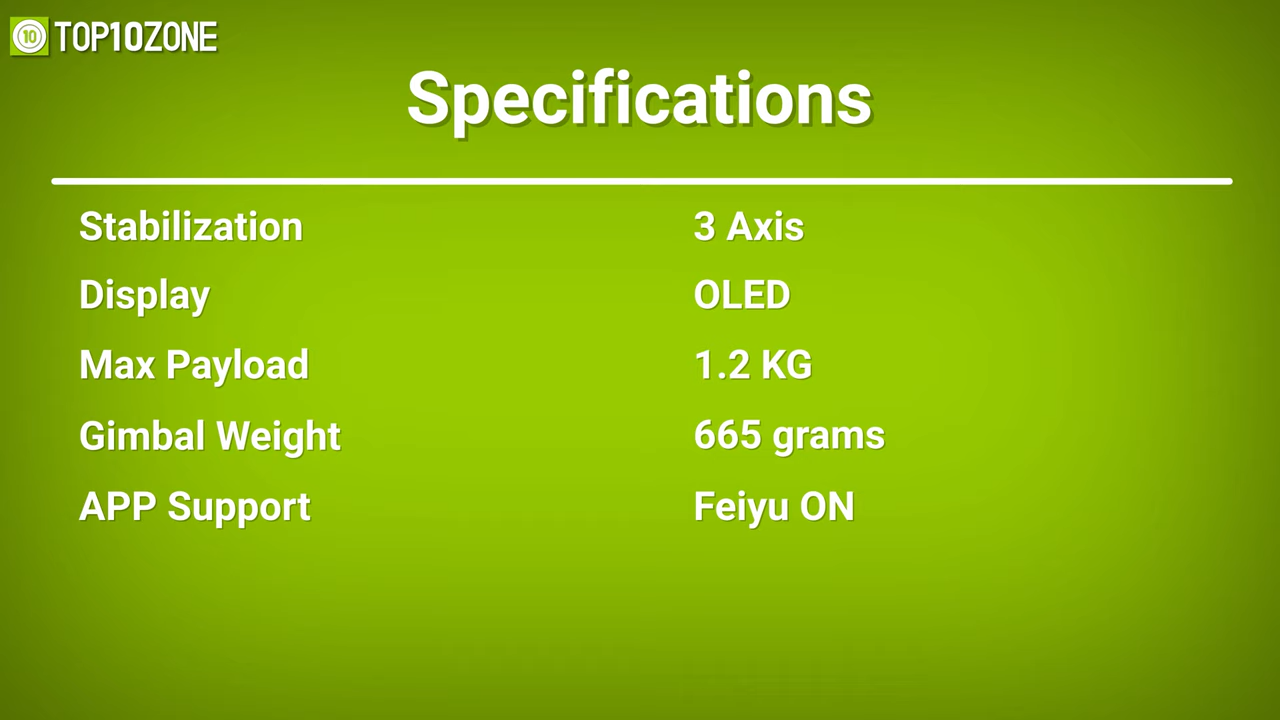 10 TOP10ZONE
Specifications
Stabilization 3 Axis
Display OLED
Max Payload 1.2 KG
Gimbal Weight 665 grams
APP Support Feiyu ON